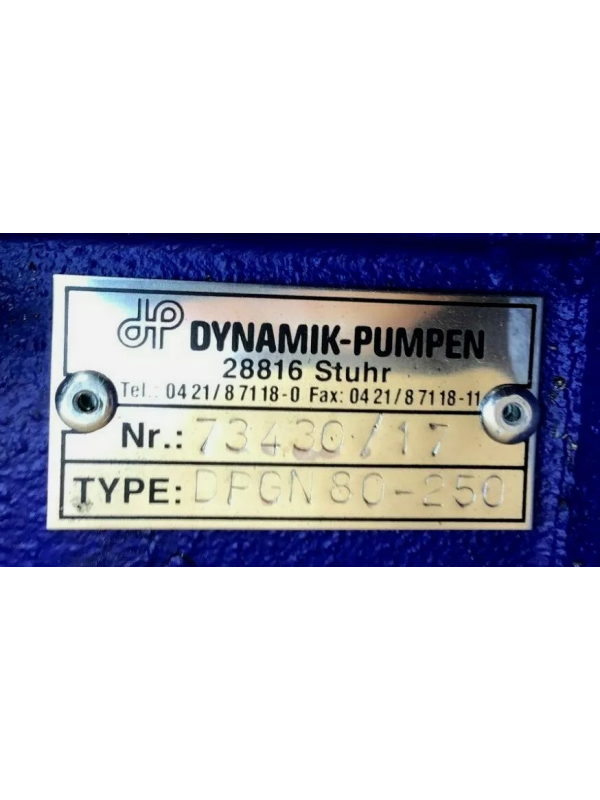 dp DYNAMIK-PUMPEN
28816 Stuhr
Tel.: 0421/87118-0 Fax: 0421/87118-11
Nr.: 73430/17
TYPE: DPGN 80-250